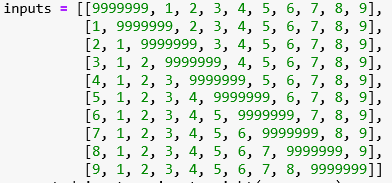 inputs = [[9999999, 1, 2, 3, 4, 5, 6, 7, 8, 9],
[1, 9999999, 2, 3, 4, 5, 6, 7, 8, 9],
[2, 1, 9999999, 3, 4, 5, 6, 7, 8, 9],
[3, 1, 2, 9999999, 4, 5, 6, 7, 8, 9],
[4, 1, 2, 3, 9999999, 5, 6, 7, 8, 9],
[5, 1, 2, 3, 4, 9999999, 6, 7, 8, 9],
[6, 1, 2, 3, 4, 5, 9999999, 7, 8, 9],
[7, 1, 2, 3, 4, 5, 6, 9999999, 8, 9],
[8, 1, 2, 3, 4, 5, 6, 7, 9999999, 9],
[9, 1, 2, 3, 4, 5, 6, 7, 8, 9999999]]